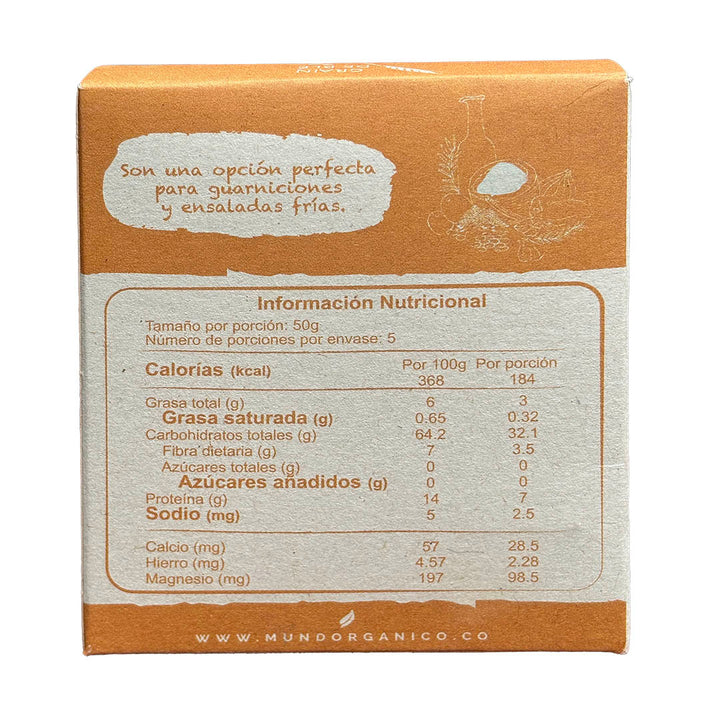 Son una opción perfecta
para guarniciones
y ensaladas frías.
Información Nutricional
Tamaño por porción: 50g
Número de porciones por envase: 5
Calorías (kcal) Por 100g Por porción
368 184
Grasa total (g) 6 3
Grasa saturada (g) 0.65 0.32
Carbohidratos totales (g) 64.2 32.1
Fibra dietaria (g) 7 3.5
Azúcares totales (g) 0 0
Azúcares añadidos (g) 0 0
Proteína (g) 14 7
Sodio (mg) 5 2.5
Calcio (mg) 57 28.5
Hierro (mg) 4.57 2.28
Magnesio (mg) 197 98.5
WWW.MUNDORGANICO.CO